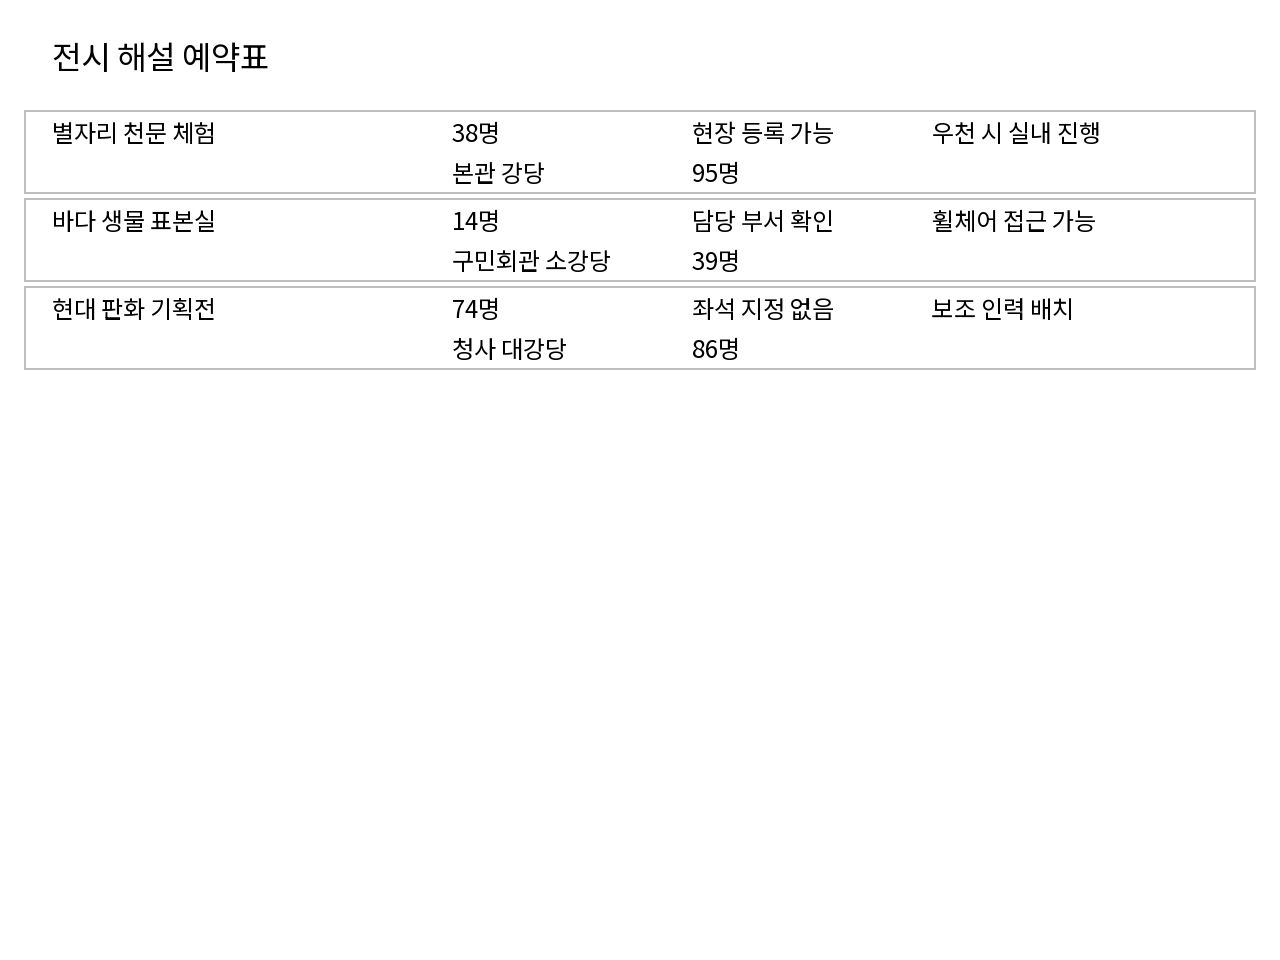 전시 해설 예약표
별자리 천문 체험 38명 현장 등록 가능 우천 시 실내 진행
본관 강당 95명
바다 생물 표본실 14명 담당 부서 확인 휠체어 접근 가능
구민회관 소강당 39명
현대 판화 기획전 74명 좌석 지정 없음 보조 인력 배치
청사 대강당 86명